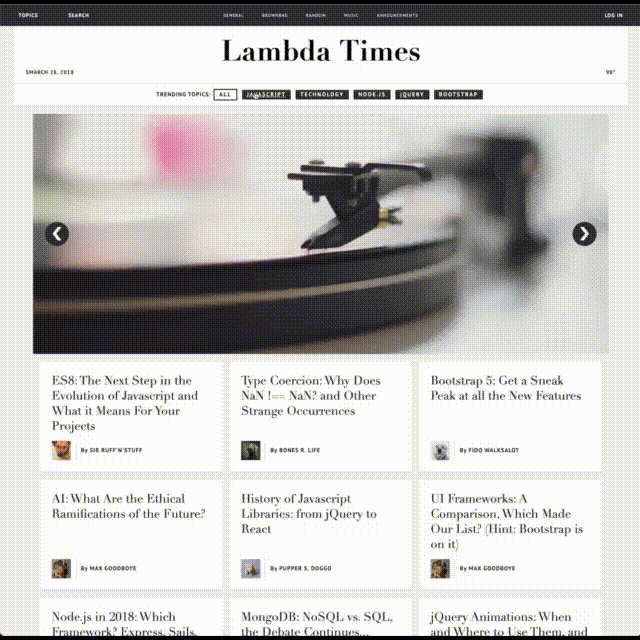 TOPICS SEARCH GENERAL BROWNBAG RANDOM MUSIC ANNOUNCEMENTS LOG IN
Lambda Times
SMARCH 28, 2018 98°
TRENDING TOPICS: ALL JAVASCRIPT TECHNOLOGY NODE.JS JQUERY BOOTSTRAP
ES8: The Next Step in the
Evolution of Javascript and
What it Means For Your
Projects
By SIR RUFF'N'STUFF
Type Coercion: Why Does
NaN !== NaN? and Other
Strange Occurrences
By BONES R. LIFE
Bootstrap 5: Get a Sneak
Peak at all the New Features
By FIDO WALKSALOT
AI: What Are the Ethical
Ramifications of the Future?
By MAX GOODBOYE
History of Javascript
Libraries: from jQuery to
React
By PUPPER S. DOGGO
UI Frameworks: A
Comparison, Which Made
Our List? (Hint: Bootstrap is
on it)
By MAX GOODBOYE
Node.js in 2018: Which
Framework? Express, Sails,
MongoDB: NoSQL vs. SQL,
the Debate Continues...
jQuery Animations: When
and Where to Use Them, and